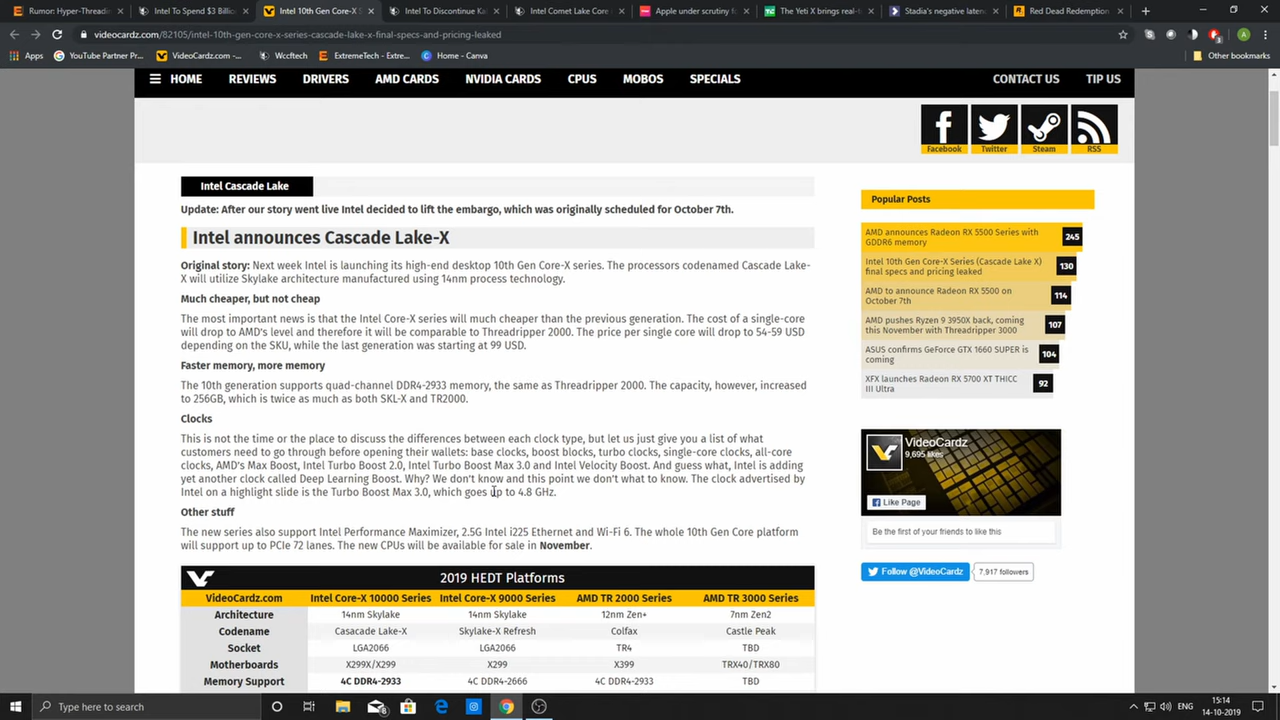 Rumor: Hyper-Thread
Intel To Spend $3 Billi
Intel 10th Gen Core-X S
Intel To Discontinue Ka
Intel Comet Lake Core
Apple under scrutiny fo
The Yeti X brings real-t
Stadia's negative laten
Red Dead Redemption
videocardz.com/82105/intel-10th-gen-core-x-series-cascade-lake-x-final-specs-and-pricing-leaked
Apps
YouTube Partner Pr...
VideoCardz.com -...
Wccftech
ExtremeTech - Extre...
Home - Canva
Other bookmarks
HOME REVIEWS DRIVERS AMD CARDS NVIDIA CARDS CPUS MOBOS SPECIALS CONTACT US TIP US
Facebook Twitter Steam RSS
Intel Cascade Lake
Update: After our story went live Intel decided to lift the embargo, which was originally scheduled for October 7th.
Intel announces Cascade Lake-X
Original story: Next week Intel is launching its high-end desktop 10th Gen Core-X series. The processors codenamed Cascade Lake-
X will utilize Skylake architecture manufactured using 14nm process technology.
Much cheaper, but not cheap
The most important news is that the Intel Core-X series will much cheaper than the previous generation. The cost of a single-core
will drop to AMD's level and therefore it will be comparable to Threadripper 2000. The price per single core will drop to 54-59 USD
depending on the SKU, while the last generation was starting at 99 USD.
Faster memory, more memory
The 10th generation supports quad-channel DDR4-2933 memory, the same as Threadripper 2000. The capacity, however, increased
to 256GB, which is twice as much as both SKL-X and TR2000.
Clocks
This is not the time or the place to discuss the differences between each clock type, but let us just give you a list of what
customers need to go through before opening their wallets: base clocks, boost blocks, turbo clocks, single-core clocks, all-core
clocks, AMD's Max Boost, Intel Turbo Boost 2.0, Intel Turbo Boost Max 3.0 and Intel Velocity Boost. And guess what, Intel is adding
yet another clock called Deep Learning Boost. Why? We don't know and this point we don't what to know. The clock advertised by
Intel on a highlight slide is the Turbo Boost Max 3.0, which goes up to 4.8 GHz.
Other stuff
The new series also support Intel Performance Maximizer, 2.5G Intel i225 Ethernet and Wi-Fi 6. The whole 10th Gen Core platform
will support up to PCIe 72 lanes. The new CPUs will be available for sale in November.
2019 HEDT Platforms
VideoCardz.com Intel Core-X 10000 Series Intel Core-X 9000 Series AMD TR 2000 Series AMD TR 3000 Series
Architecture 14nm Skylake 14nm Skylake 12nm Zen+ 7nm Zen2
Codename Casacade Lake-X Skylake-X Refresh Colfax Castle Peak
Socket LGA2066 LGA2066 TR4 TBD
Motherboards X299X/X299 X299 X399 TRX40/TRX80
Memory Support 4C DDR4-2933 4C DDR4-2666 4C DDR4-2933 TBD
Popular Posts
AMD announces Radeon RX 5500 Series with
GDDR6 memory
245
Intel 10th Gen Core-X Series (Cascade Lake X)
final specs and pricing leaked
130
AMD to announce Radeon RX 5500 on
October 7th
114
AMD pushes Ryzen 9 3950X back, coming
this November with Threadripper 3000
107
ASUS confirms GeForce GTX 1660 SUPER is
coming
104
XFX launches Radeon RX 5700 XT THICC
III Ultra
92
VideoCardz
9,695 likes
Like Page
Be the first of your friends to like this
Follow @VideoCardz
7,917 followers
Type here to search
ENG
15:14
14-10-2019